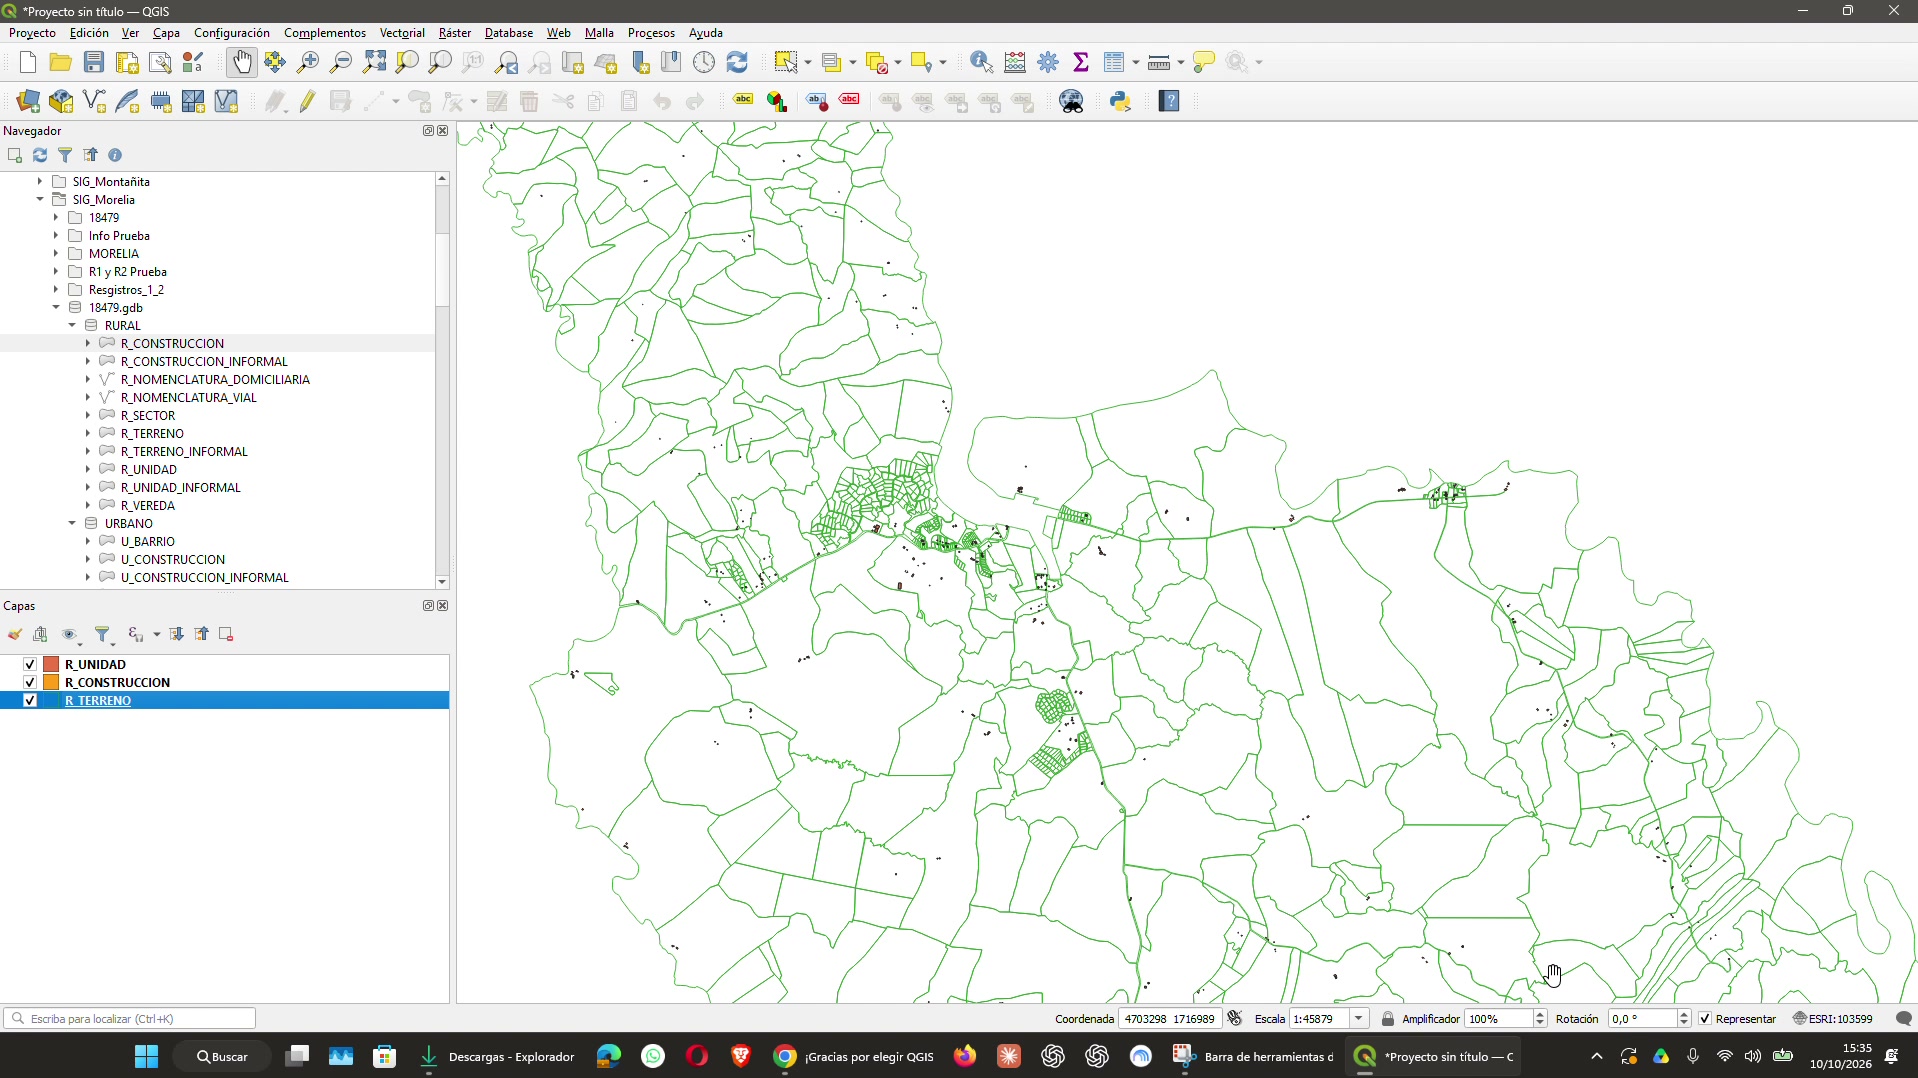 *Proyecto sin título — QGIS
Proyecto Edición Ver Capa Configuración Complementos Vectorial Ráster Database Web Malla Procesos Ayuda
Navegador
SIG_Montañita
SIG_Morelia
18479
Info Prueba
MORELIA
R1 y R2 Prueba
Resgistros_1_2
18479.gdb
RURAL
R_CONSTRUCCION
R_CONSTRUCCION_INFORMAL
R_NOMENCLATURA_DOMICILIARIA
R_NOMENCLATURA_VIAL
R_SECTOR
R_TERRENO
R_TERRENO_INFORMAL
R_UNIDAD
R_UNIDAD_INFORMAL
R_VEREDA
URBANO
U_BARRIO
U_CONSTRUCCION
U_CONSTRUCCION_INFORMAL
Capas
R_UNIDAD
R_CONSTRUCCION
R_TERRENO
Escriba para localizar (Ctrl+K)
Coordenada 4703298 1716989 Escala 1:45879 Amplificador 100% Rotación 0,0 ° Representar ESRI:103599
Buscar Descargas - Explorador ¡Gracias por elegir QGIS Barra de herramientas d *Proyecto sin título — C
15:35
10/10/2026